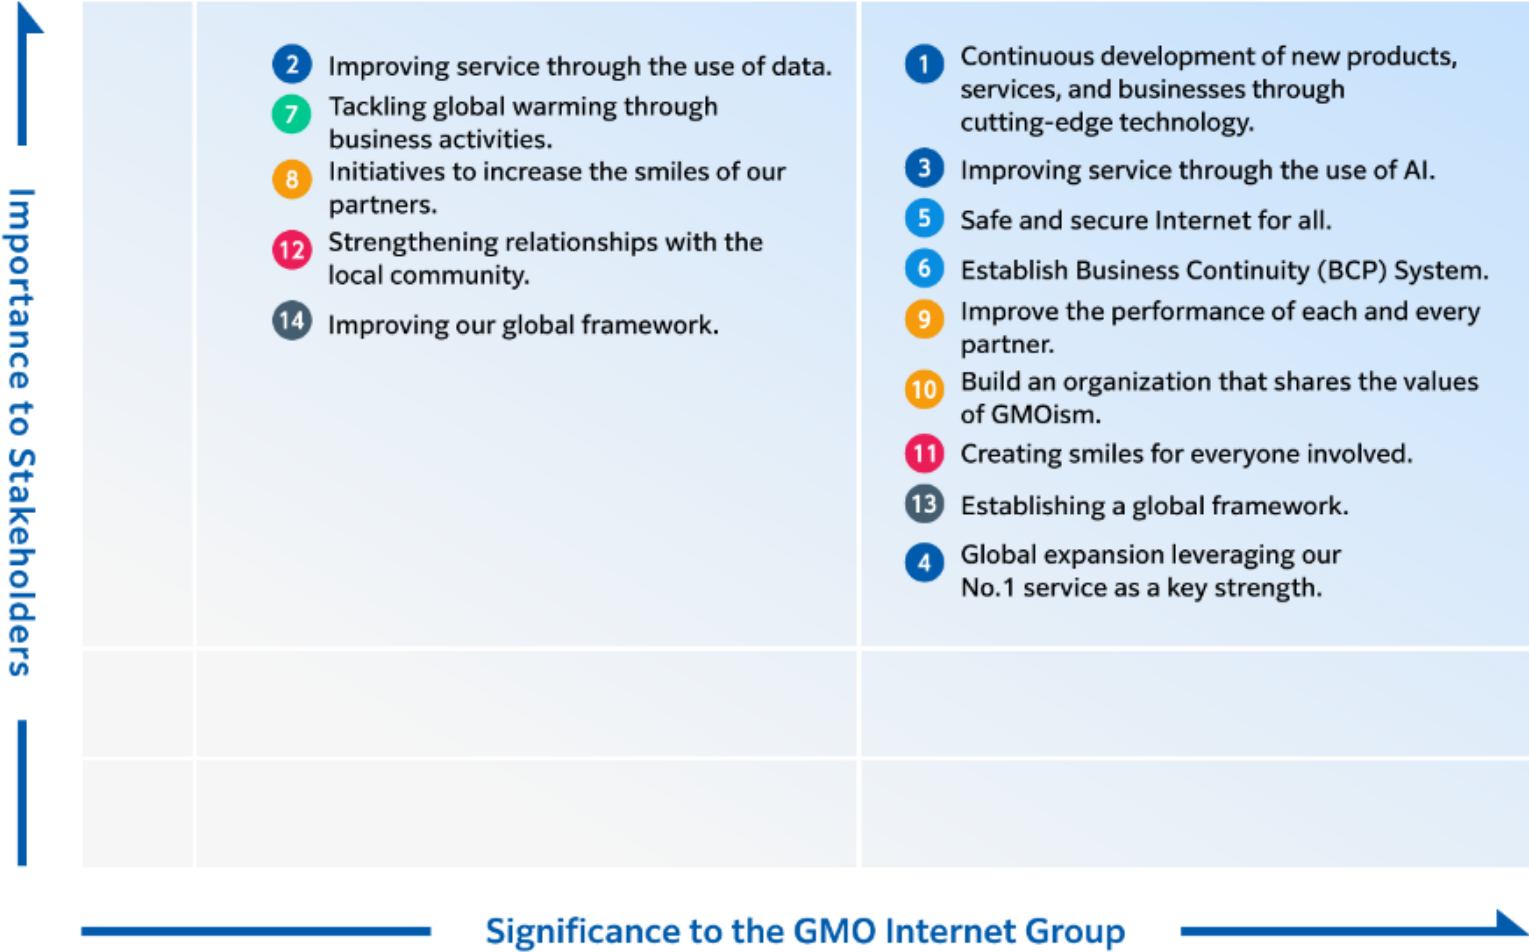 Importance to Stakeholders
2 Improving service through the use of data.
7 Tackling global warming through
business activities.
8 Initiatives to increase the smiles of our
partners.
12 Strengthening relationships with the
local community.
14 Improving our global framework.
1 Continuous development of new products,
services, and businesses through
cutting-edge technology.
3 Improving service through the use of AI.
5 Safe and secure Internet for all.
6 Establish Business Continuity (BCP) System.
9 Improve the performance of each and every
partner.
10 Build an organization that shares the values
of GMOism.
11 Creating smiles for everyone involved.
13 Establishing a global framework.
4 Global expansion leveraging our
No.1 service as a key strength.
Significance to the GMO Internet Group